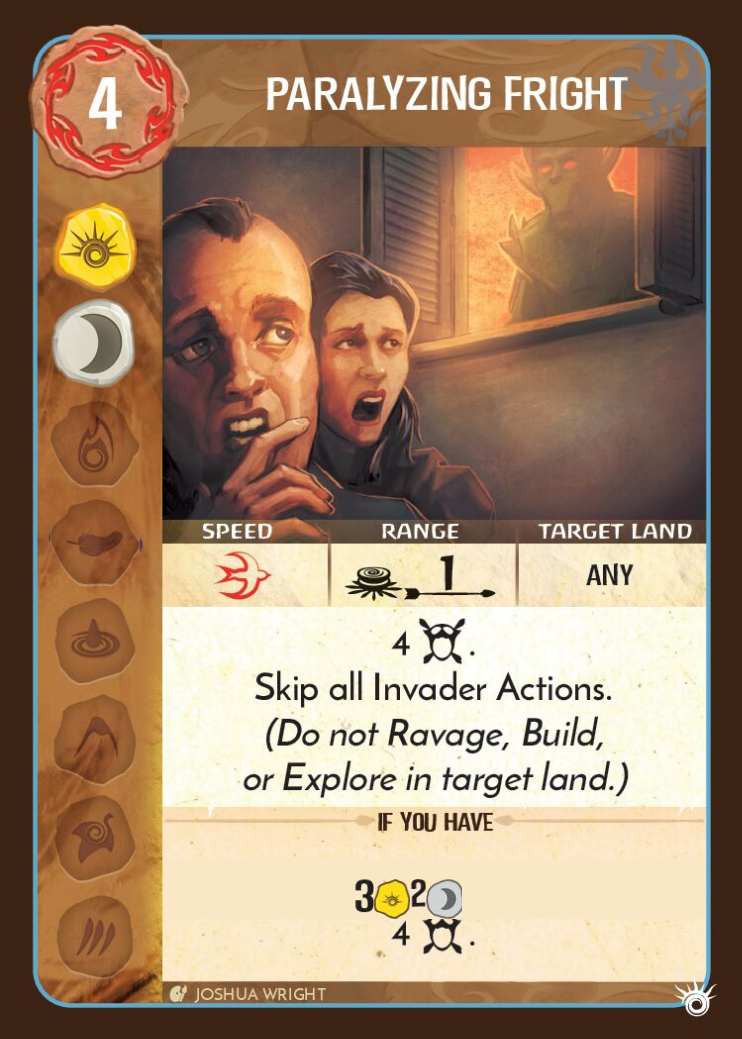 4
PARALYZING FRIGHT
SPEED RANGE TARGET LAND
1 ANY
4 .
Skip all Invader Actions.
(Do not Ravage, Build,
or Explore in target land.)
IF YOU HAVE
3 2
4 .
JOSHUA WRIGHT